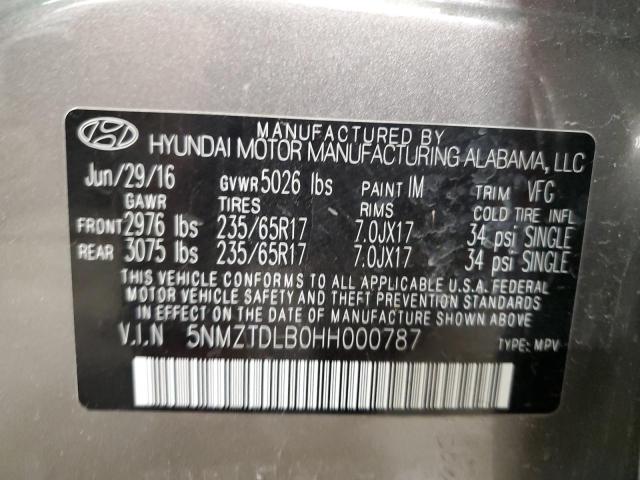 MANUFACTURED BY
HYUNDAI MOTOR MANUFACTURING ALABAMA, LLC
Jun/29/16 GVWR 5026 lbs PAINT IM TRIM VFG
GAWR TIRES RIMS COLD TIRE INFL
FRONT 2976 lbs 235/65R17 7.0JX17 34 psi SINGLE
REAR 3075 lbs 235/65R17 7.0JX17 34 psi SINGLE
THIS VEHICLE CONFORMS TO ALL APPLICABLE U.S.A. FEDERAL
MOTOR VEHICLE SAFETY AND THEFT PREVENTION STANDARDS IN
EFFECT ON THE DATE OF MANUFACTURE SHOWN ABOVE.
V.I.N 5NMZTDLB0HH000787 TYPE: MPV